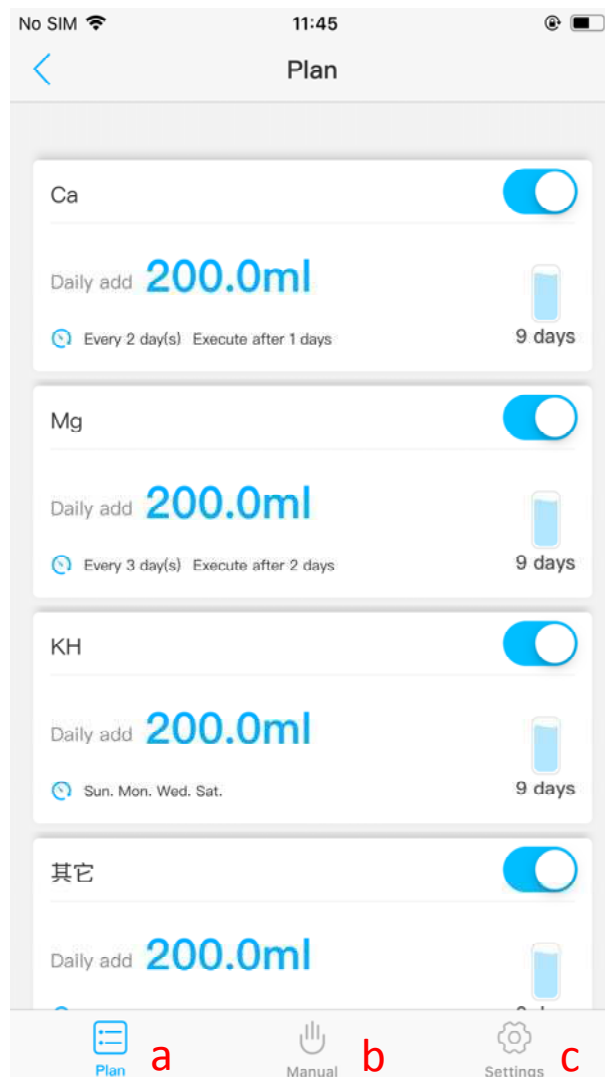 No SIM 11:45
Plan
Ca
Daily add 200.0ml
Every 2 day(s) Execute after 1 days 9 days
Mg
Daily add 200.0ml
Every 3 day(s) Execute after 2 days 9 days
KH
Daily add 200.0ml
Sun. Mon. Wed. Sat. 9 days
其它
Daily add 200.0ml
Plan a Manual b Settings c